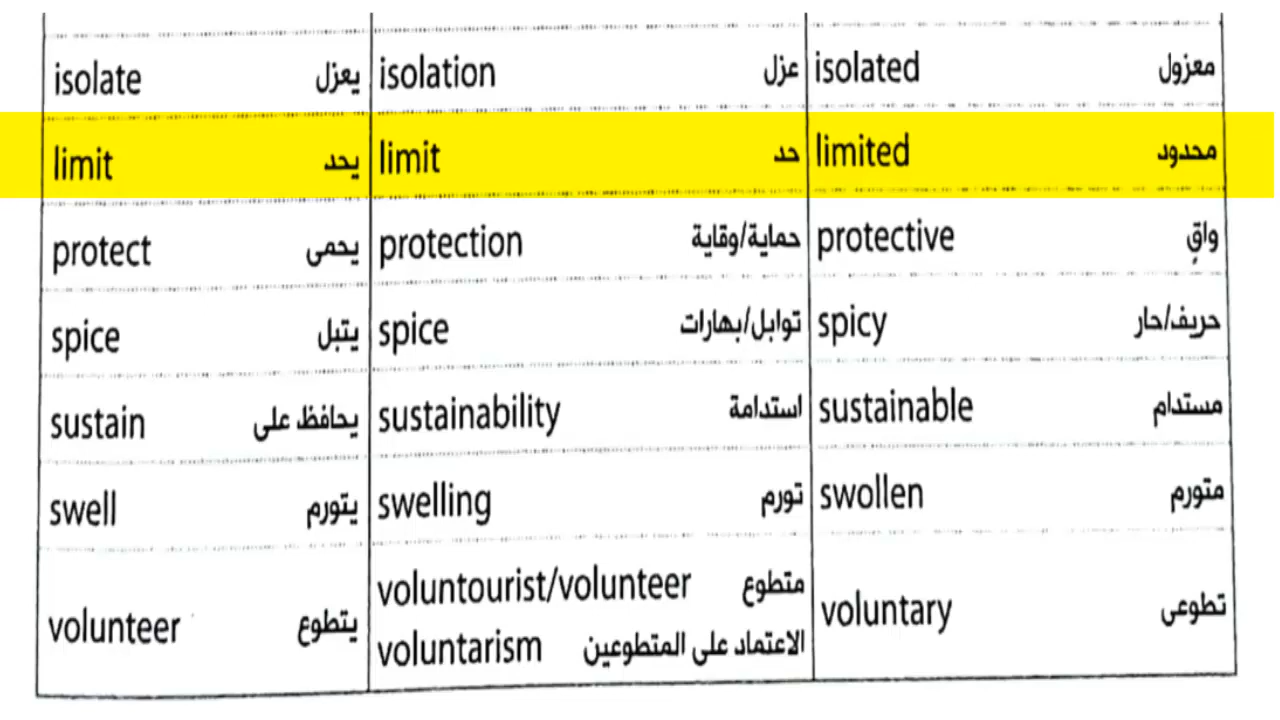 isolate يعزل isolation عزل isolated معزول
limit يحد limit حد limited محدود
protect يحمى protection حماية/وقاية protective واقٍ
spice يتبل spice توابل/بهارات spicy حريف/حار
sustain يحافظ على sustainability استدامة sustainable مستدام
swell يتورم swelling تورم swollen متورم
voluntourist/volunteer متطوع
volunteer يتطوع voluntary تطوعى
voluntarism الاعتماد على المتطوعين